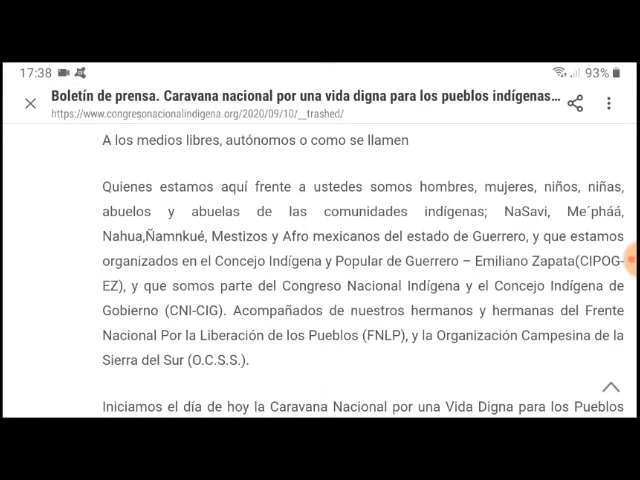 17:38 93%
Boletín de prensa. Caravana nacional por una vida digna para los pueblos indígenas...
https://www.congresonacionalindigena.org/2020/09/10/__trashed/
A los medios libres, autónomos o como se llamen
Quienes estamos aquí frente a ustedes somos hombres, mujeres, niños, niñas,
abuelos y abuelas de las comunidades indígenas; NaSavi, Me´pháá,
Nahua,Ñamnkué, Mestizos y Afro mexicanos del estado de Guerrero, y que estamos
organizados en el Concejo Indígena y Popular de Guerrero – Emiliano Zapata(CIPOG-
EZ), y que somos parte del Congreso Nacional Indígena y el Concejo Indígena de
Gobierno (CNI-CIG). Acompañados de nuestros hermanos y hermanas del Frente
Nacional Por la Liberación de los Pueblos (FNLP), y la Organización Campesina de la
Sierra del Sur (O.C.S.S.).
Iniciamos el día de hoy la Caravana Nacional por una Vida Digna para los Pueblos